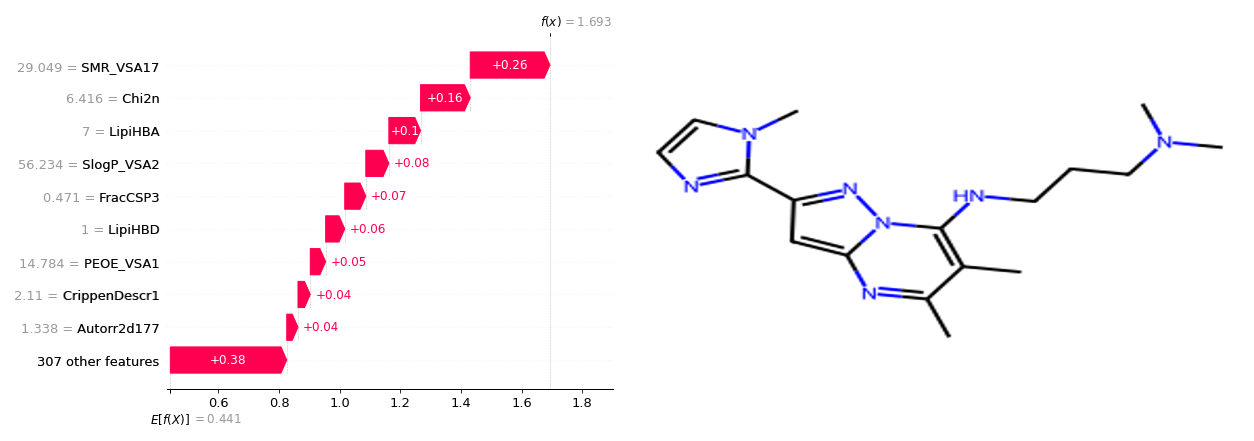 f(x) = 1.693
29.049 = SMR_VSA17
+0.26
6.416 = Chi2n
+0.16
7 = LipiHBA
+0.1
56.234 = SlogP_VSA2
+0.08
0.471 = FracCSP3
+0.07
1 = LipiHBD
+0.06
14.784 = PEOE_VSA1
+0.05
2.11 = CrippenDescr1
+0.04
1.338 = Autorr2d177
+0.04
307 other features
+0.38
0.6 0.8 1.0 1.2 1.4 1.6 1.8
E[f(X)] = 0.441
N
N
N
N
N
HN
N
N